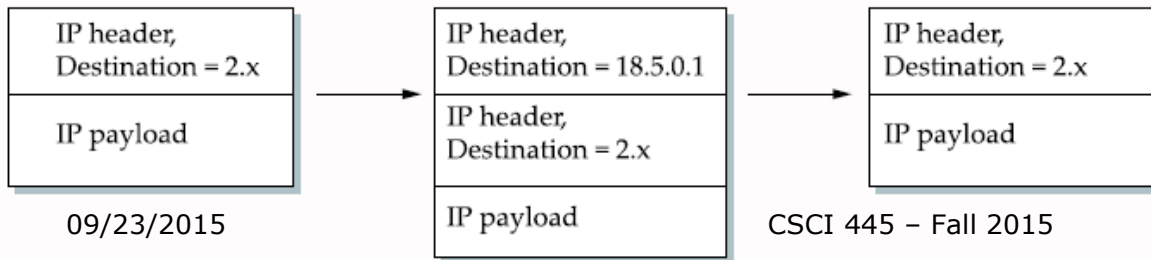 IP header,
Destination = 2.x
IP payload
IP header,
Destination = 18.5.0.1
IP header,
Destination = 2.x
IP payload
IP header,
Destination = 2.x
IP payload
09/23/2015
CSCI 445 – Fall 2015